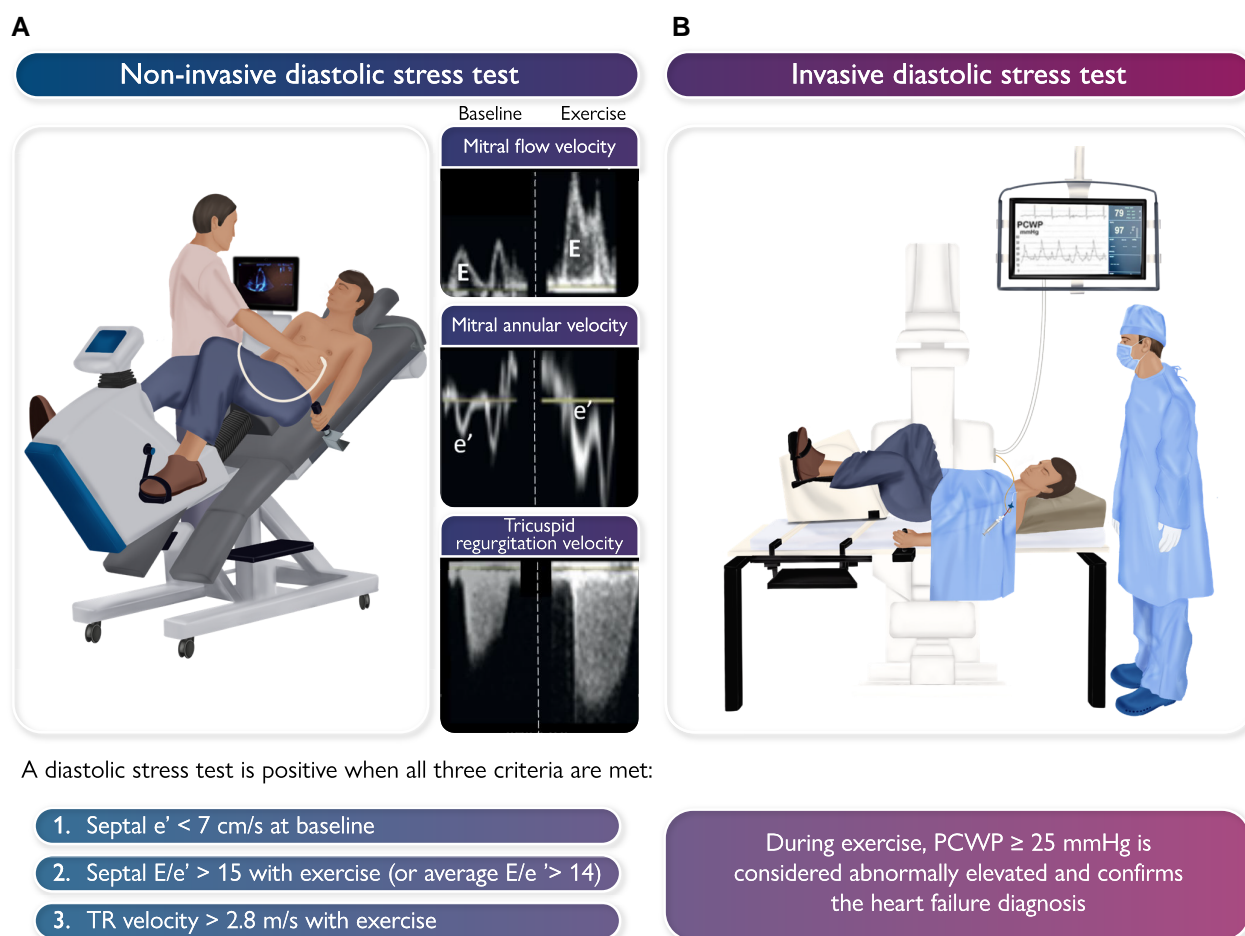 A
Non-invasive diastolic stress test
Baseline
Exercise
Mitral flow velocity
E
E
Mitral annular velocity
e’
e’
Tricuspid
regurgitation velocity
A diastolic stress test is positive when all three criteria are met:
1. Septal e’ < 7 cm/s at baseline
2. Septal E/e’ > 15 with exercise (or average E/e ’> 14)
3. TR velocity > 2.8 m/s with exercise
B
Invasive diastolic stress test
PCWP
mmHg
79
97
During exercise, PCWP ≥ 25 mmHg is
considered abnormally elevated and confirms
the heart failure diagnosis